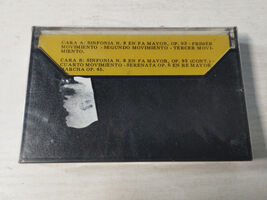 CARA A: SINFONIA N. 8 EN FA MAYOR, OP. 93 - PRIMER
MOVIMIENTO - SEGUNDO MOVIMIENTO - TERCER MOVI-
MIENTO.
CARA B: SINFONIA N. 8 EN FA MAYOR, OP. 93 (CONT.) -
CUARTO MOVIMIENTO - SERENATA OP. 8 EN RE MAYOR
MARCHA OP. 45.